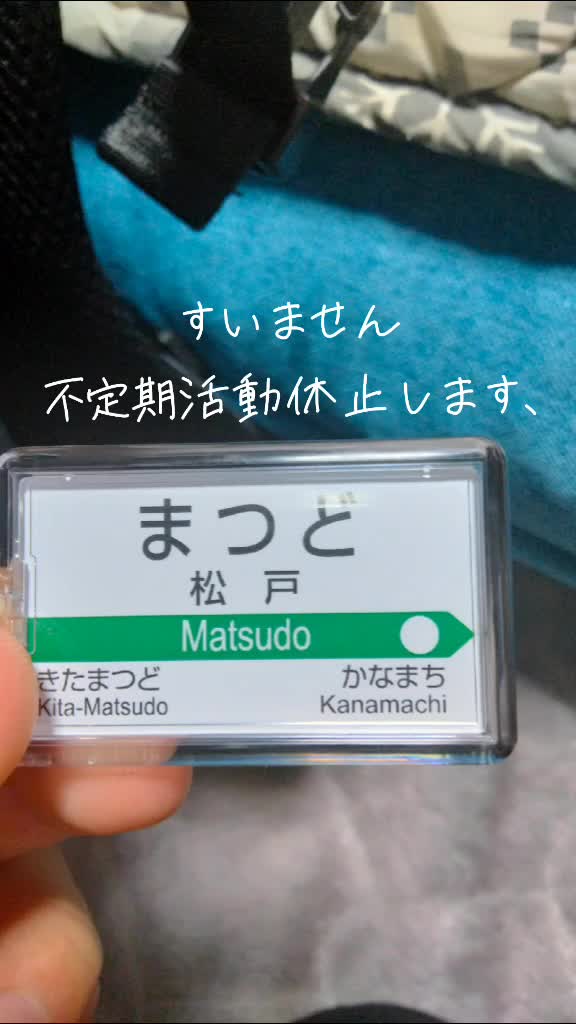 すいません
不定期活動休止します、
まつど
松戸
Matsudo
きたまつど かなまち
Kita-Matsudo Kanamachi